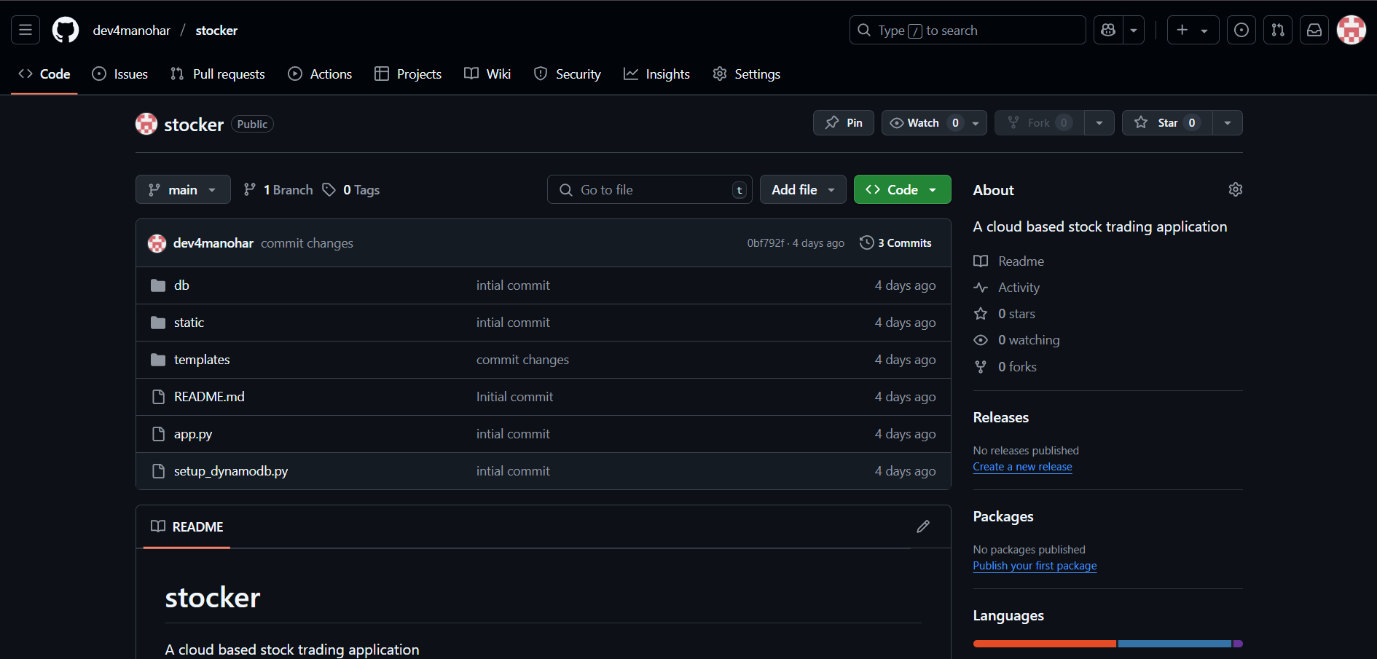 dev4manohar / stocker
Type / to search
Code Issues Pull requests Actions Projects Wiki Security Insights Settings
stocker Public
Pin Watch 0 Fork 0 Star 0
main 1 Branch 0 Tags
Go to file t Add file Code
dev4manohar commit changes 0bf792f · 4 days ago 3 Commits
db intial commit 4 days ago
static intial commit 4 days ago
templates commit changes 4 days ago
README.md Initial commit 4 days ago
app.py intial commit 4 days ago
setup_dynamodb.py intial commit 4 days ago
README
stocker
A cloud based stock trading application
About
A cloud based stock trading application
Readme
Activity
0 stars
0 watching
0 forks
Releases
No releases published
Create a new release
Packages
No packages published
Publish your first package
Languages